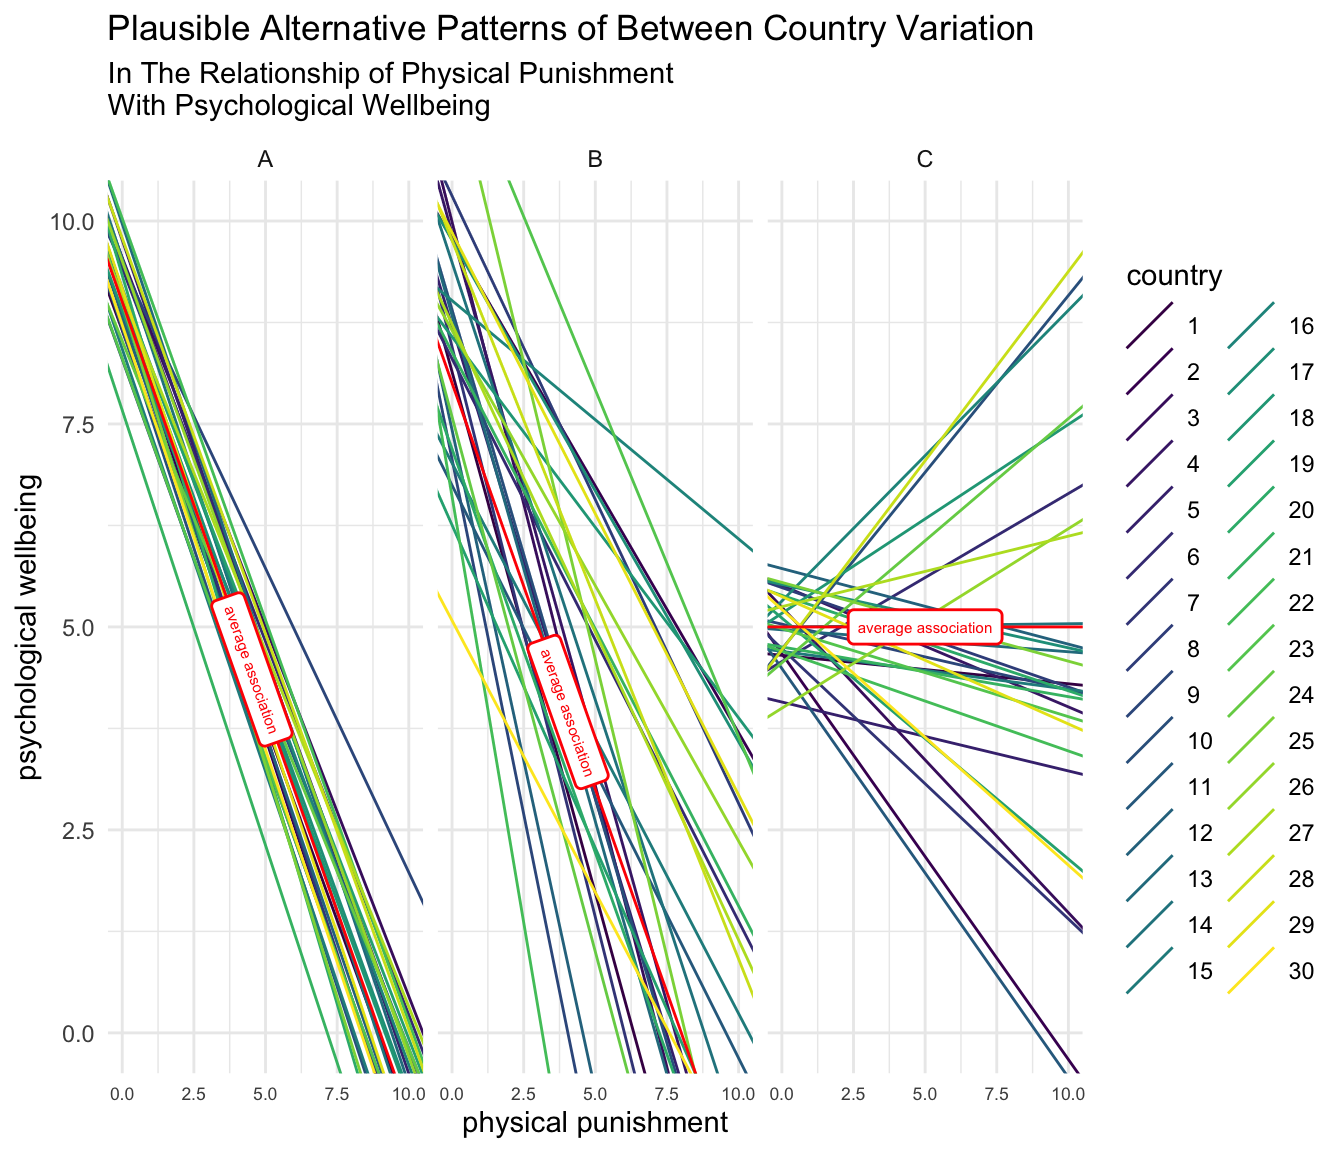 Plausible Alternative Patterns of Between Country Variation
In The Relationship of Physical Punishment
With Psychological Wellbeing
A
B
C
10.0
7.5
5.0
2.5
0.0
psychological wellbeing
average association
average association
average association
0.0 2.5 5.0 7.5 10.0
0.0 2.5 5.0 7.5 10.0
0.0 2.5 5.0 7.5 10.0
physical punishment
country
1
2
3
4
5
6
7
8
9
10
11
12
13
14
15
16
17
18
19
20
21
22
23
24
25
26
27
28
29
30